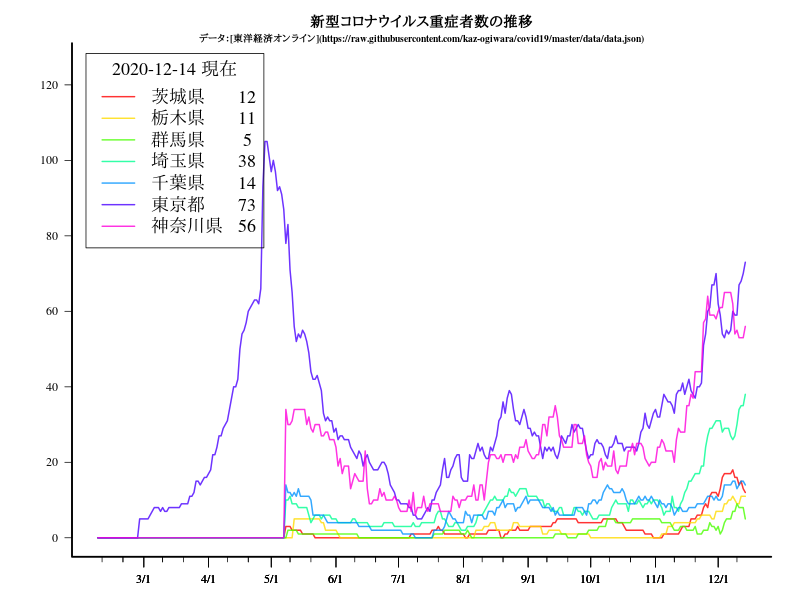 新型コロナウイルス重症者数の推移
データ:[東洋経済オンライン](https://raw.githubusercontent.com/kaz-ogiwara/covid19/master/data/data.json)
2020-12-14 現在
茨城県 12
栃木県 11
群馬県 5
埼玉県 38
千葉県 14
東京都 73
神奈川県 56
120
100
80
60
40
20
0
3/1 4/1 5/1 6/1 7/1 8/1 9/1 10/1 11/1 12/1